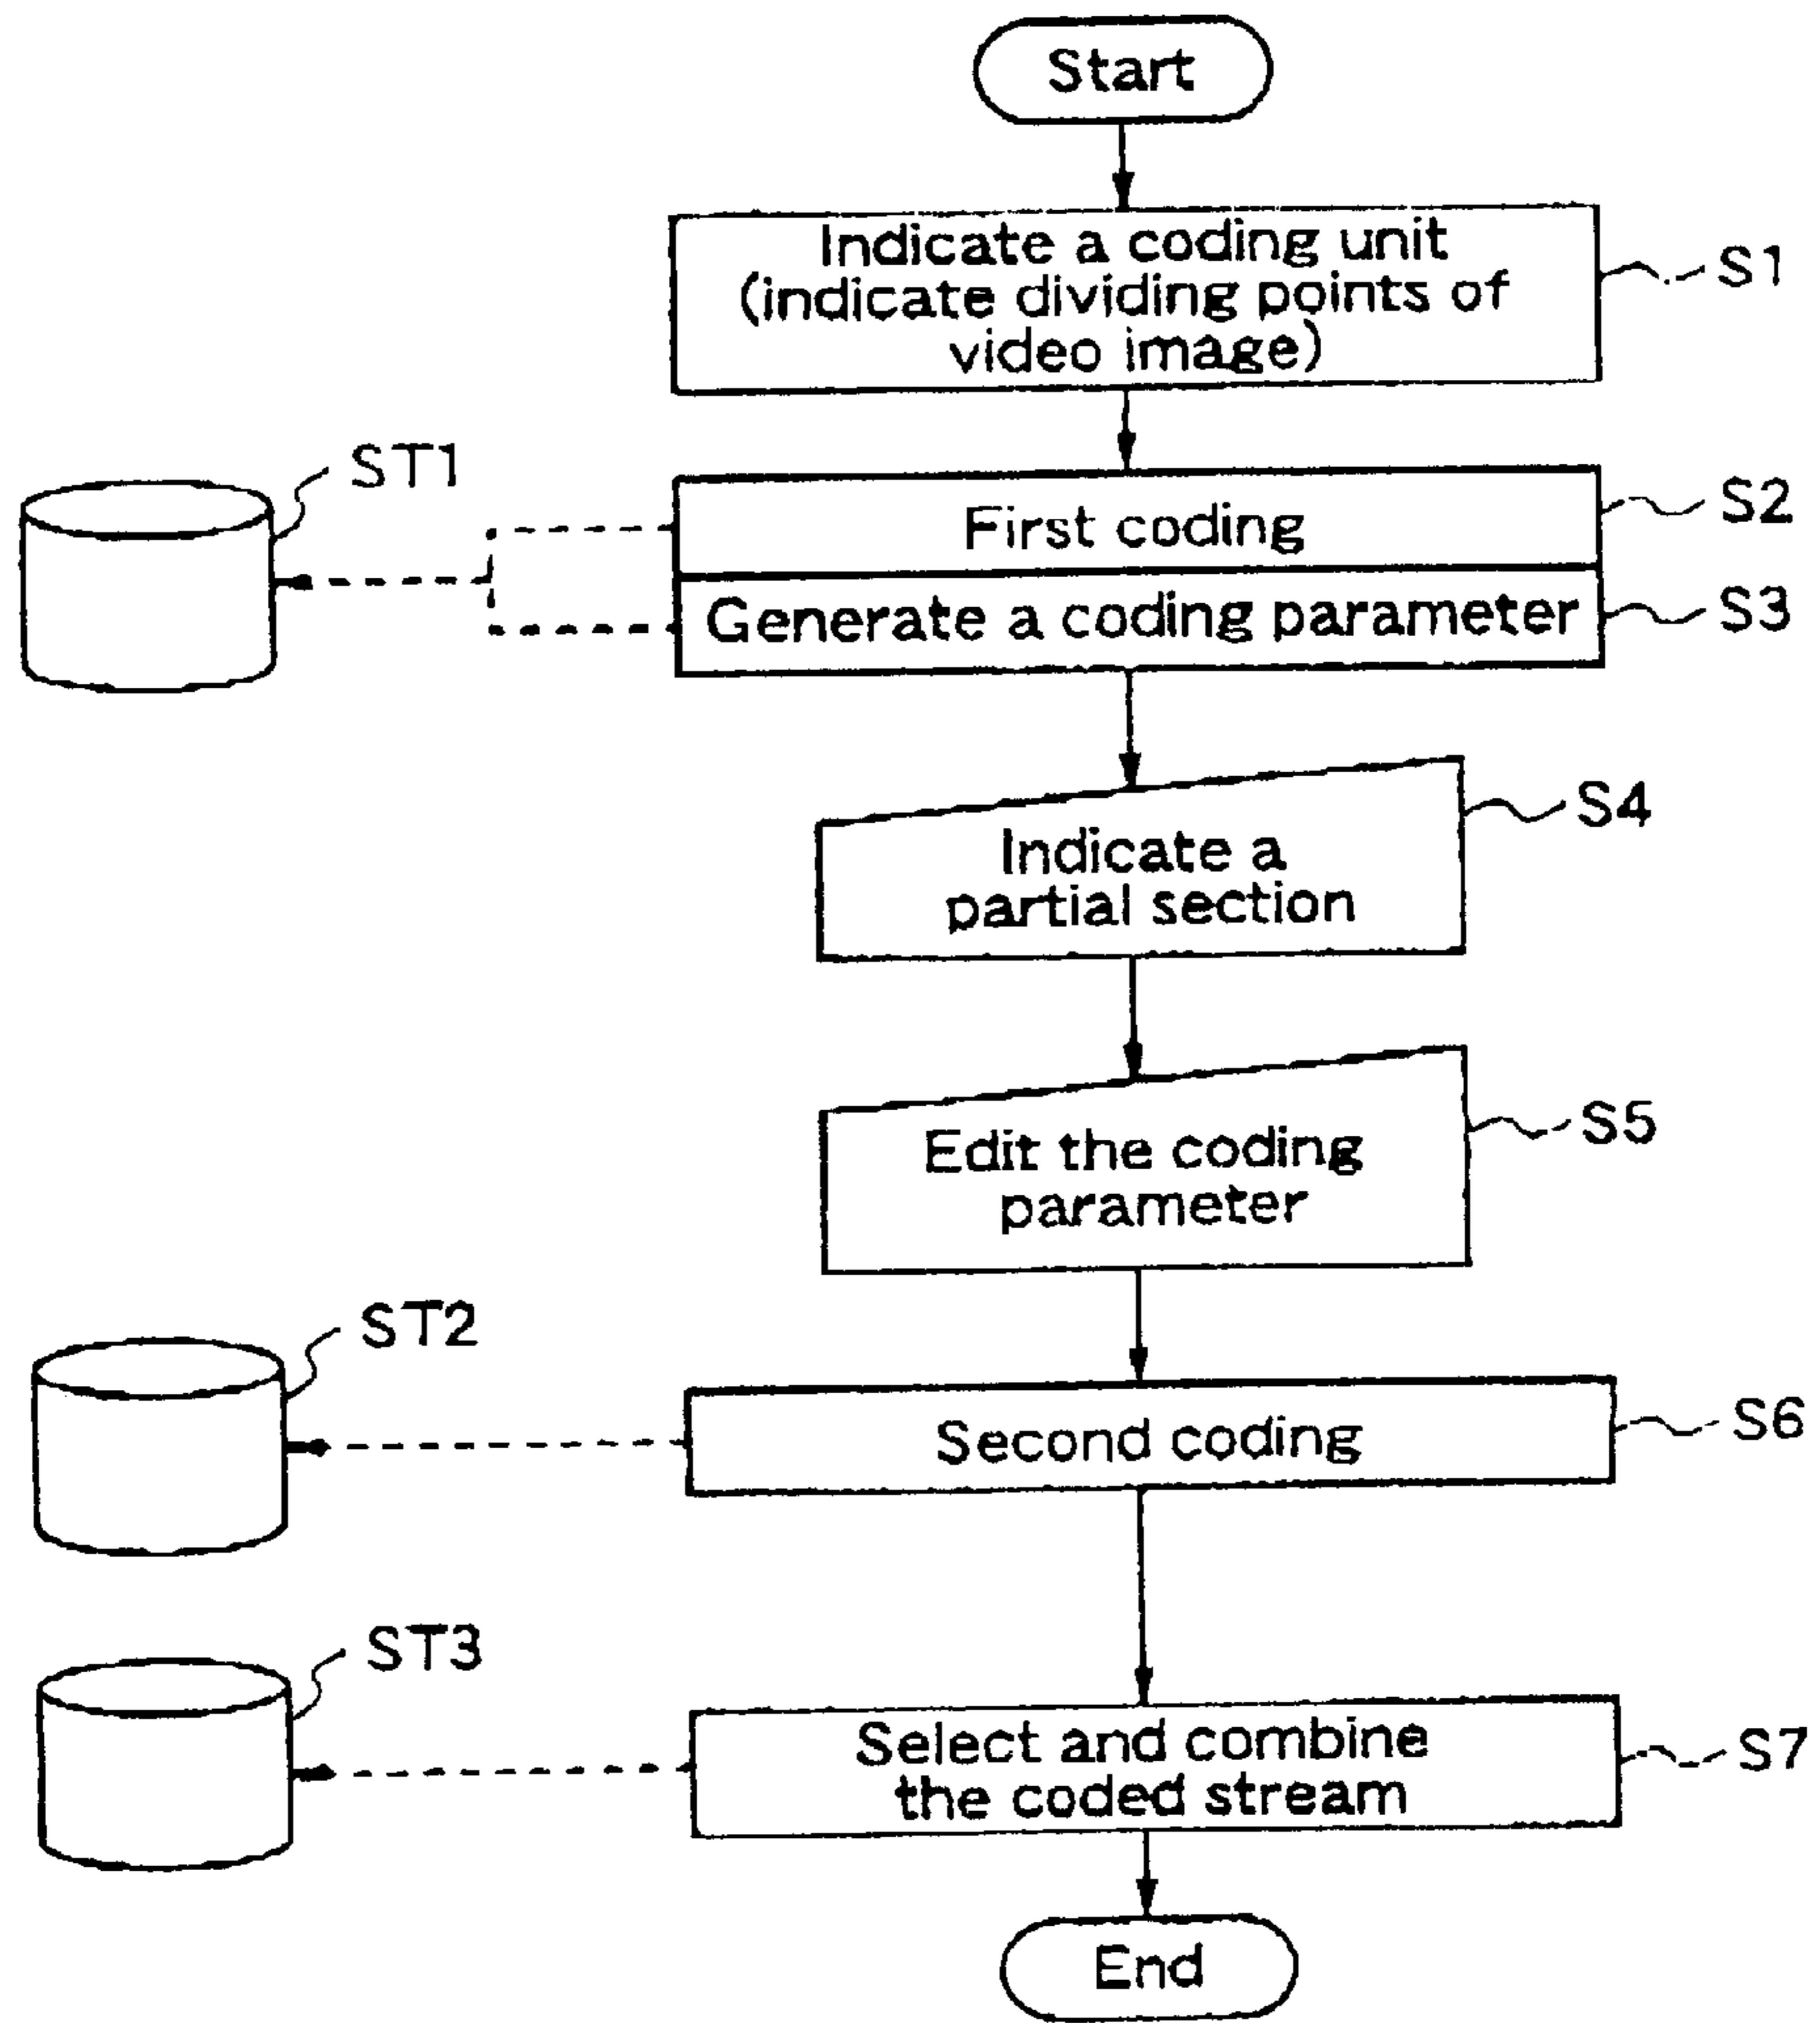 Start
Indicate a coding unit
(indicate dividing points of
video image)
S1
ST1
First coding
S2
Generate a coding parameter
S3
Indicate a
partial section
S4
Edit the coding
parameter
S5
ST2
Second coding
S6
ST3
Select and combine
the coded stream
S7
End